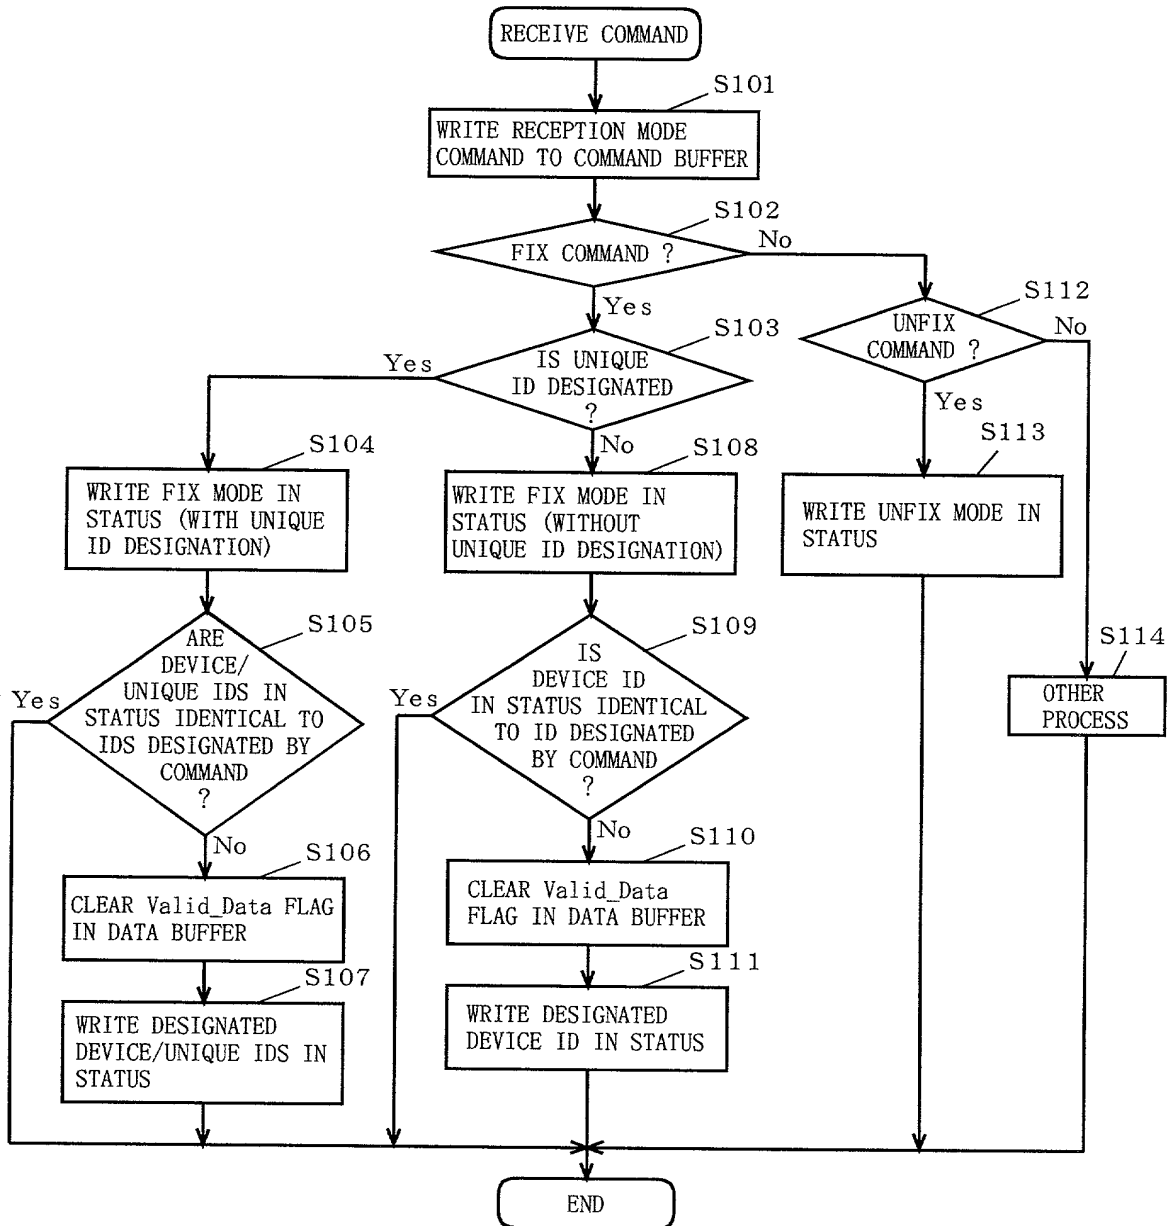 RECEIVE COMMAND
S101
WRITE RECEPTION MODE
COMMAND TO COMMAND BUFFER
S102
FIX COMMAND ?
No
Yes
S112
UNFIX
COMMAND ?
No
Yes
S103
IS UNIQUE
ID DESIGNATED
?
Yes
No
S104
WRITE FIX MODE IN
STATUS (WITH UNIQUE
ID DESIGNATION)
S108
WRITE FIX MODE IN
STATUS (WITHOUT
UNIQUE ID DESIGNATION)
S113
WRITE UNFIX MODE IN
STATUS
S105
ARE
DEVICE/
UNIQUE IDS IN
STATUS IDENTICAL TO
IDS DESIGNATED BY
COMMAND
?
Yes
No
S109
IS
DEVICE ID
IN STATUS IDENTICAL
TO ID DESIGNATED
BY COMMAND
?
Yes
No
S114
OTHER
PROCESS
S106
CLEAR Valid_Data FLAG
IN DATA BUFFER
S110
CLEAR Valid_Data
FLAG IN DATA BUFFER
S107
WRITE DESIGNATED
DEVICE/UNIQUE IDS IN
STATUS
S111
WRITE DESIGNATED
DEVICE ID IN STATUS
END